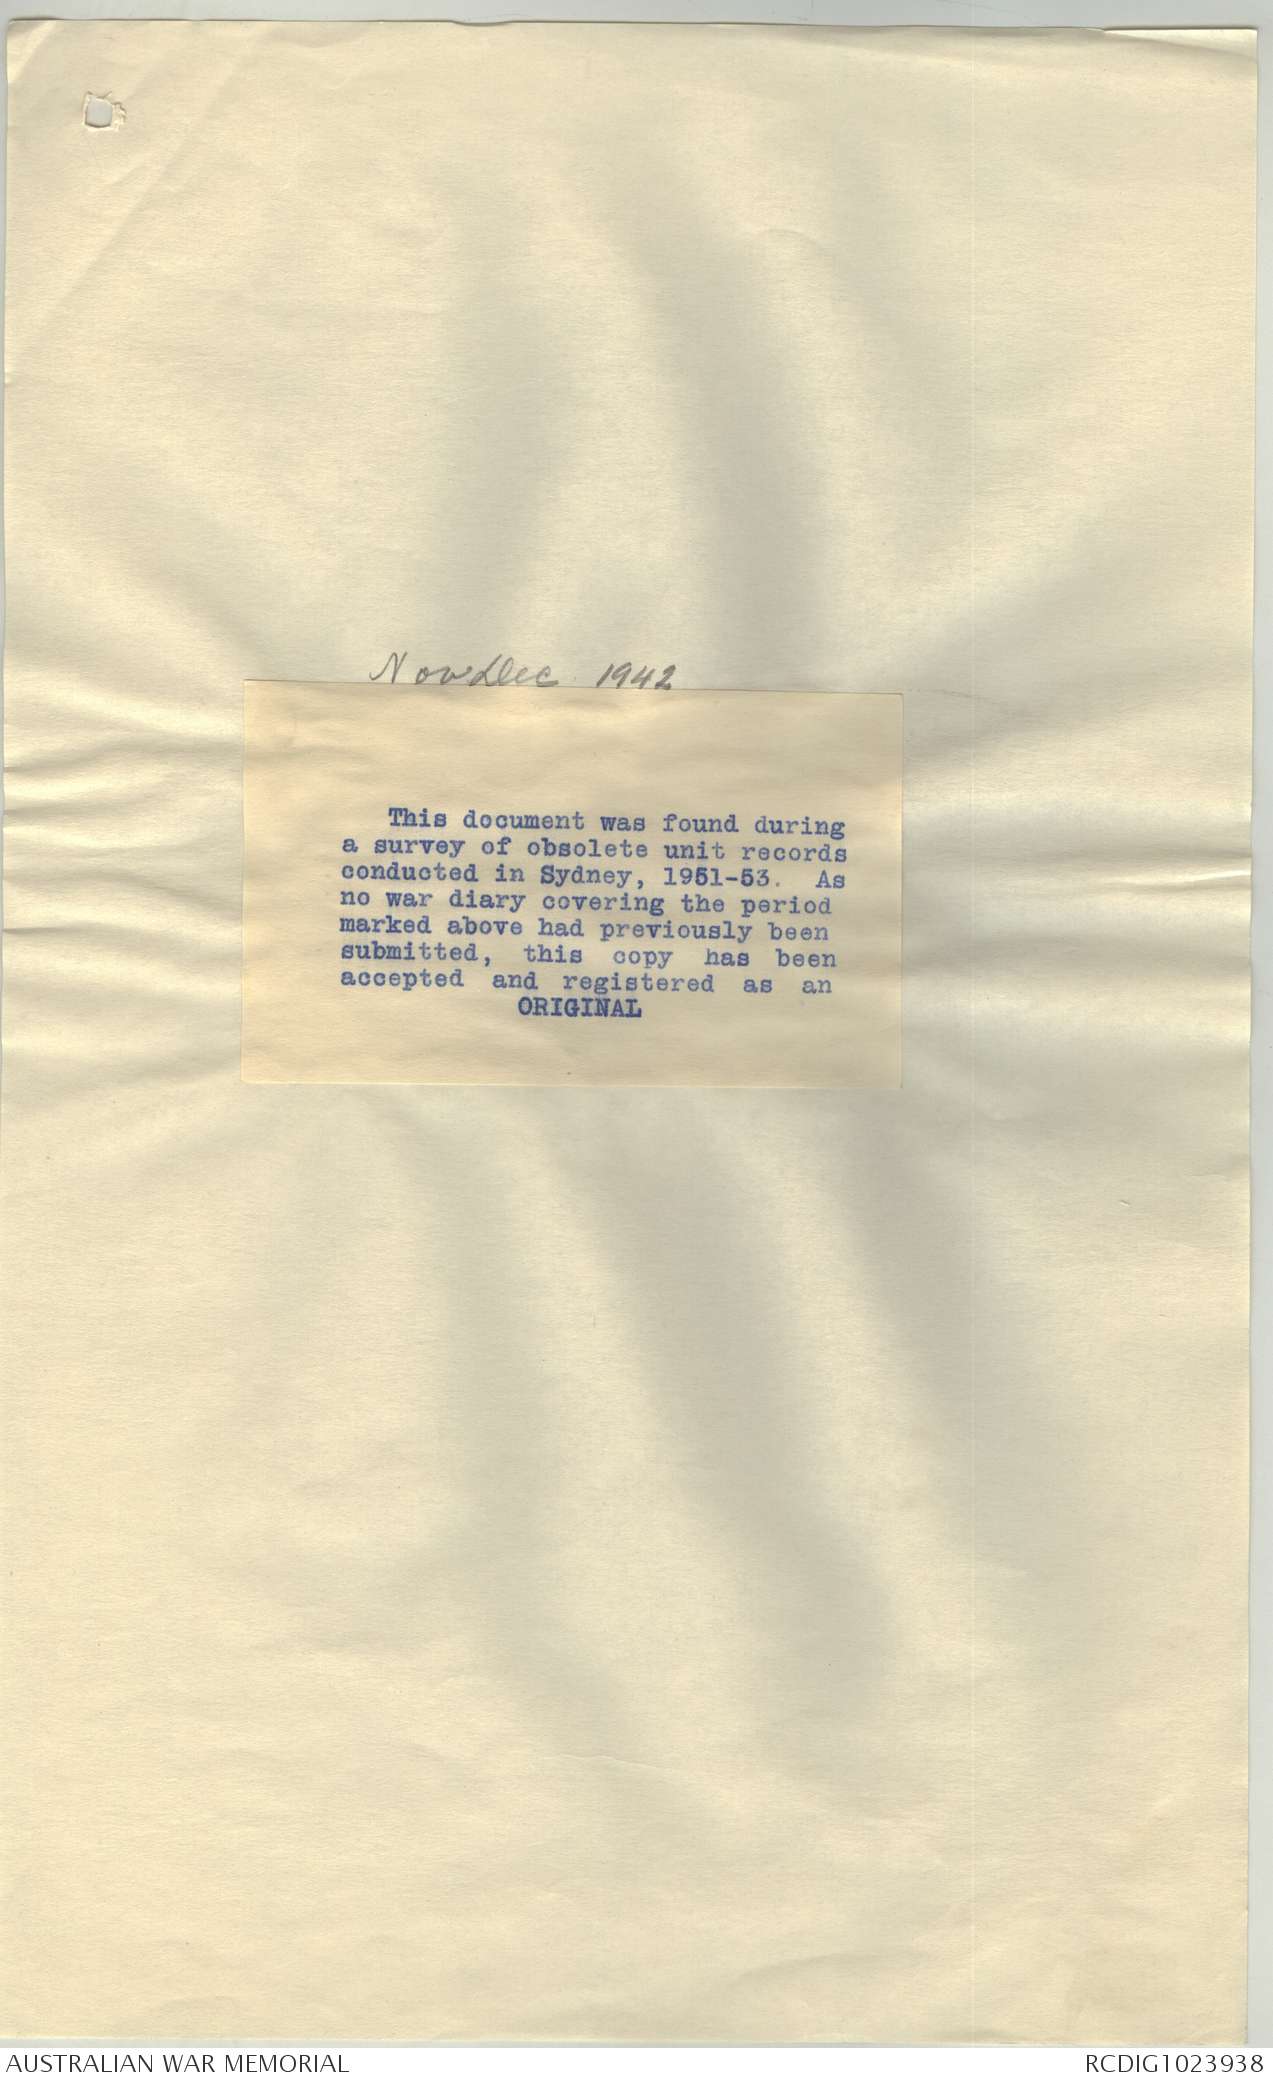 Nov Dec 1942
This document was found during
a survey of obsolete unit records
conducted in Sydney, 1951-53. As
no war diary covering the period
marked above had previously been
submitted, this copy has been
accepted and registered as an
ORIGINAL
AUSTRALIAN WAR MEMORIAL
RCDIG1023938